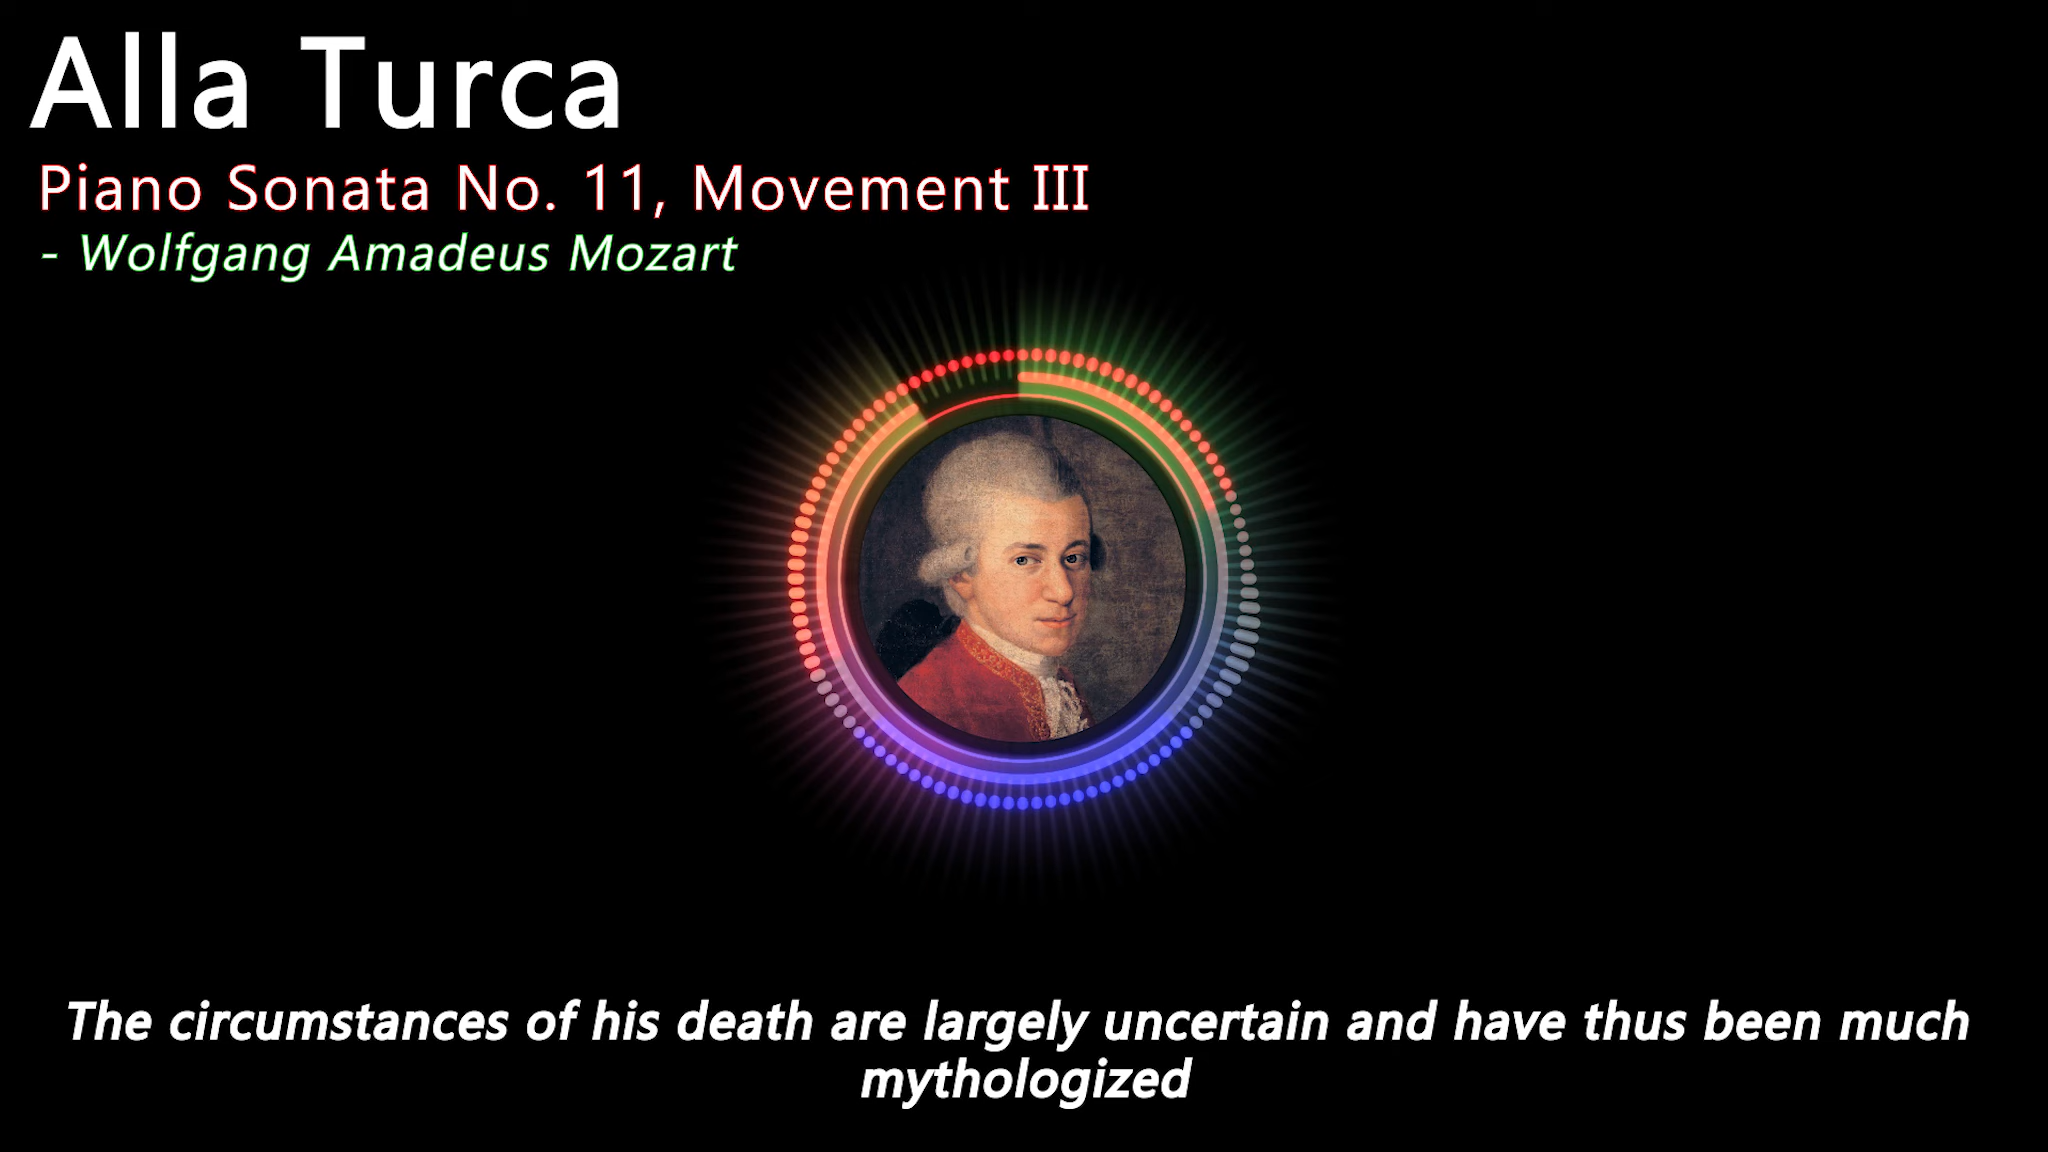 Alla Turca
Piano Sonata No. 11, Movement III
- Wolfgang Amadeus Mozart
The circumstances of his death are largely uncertain and have thus been much
mythologized